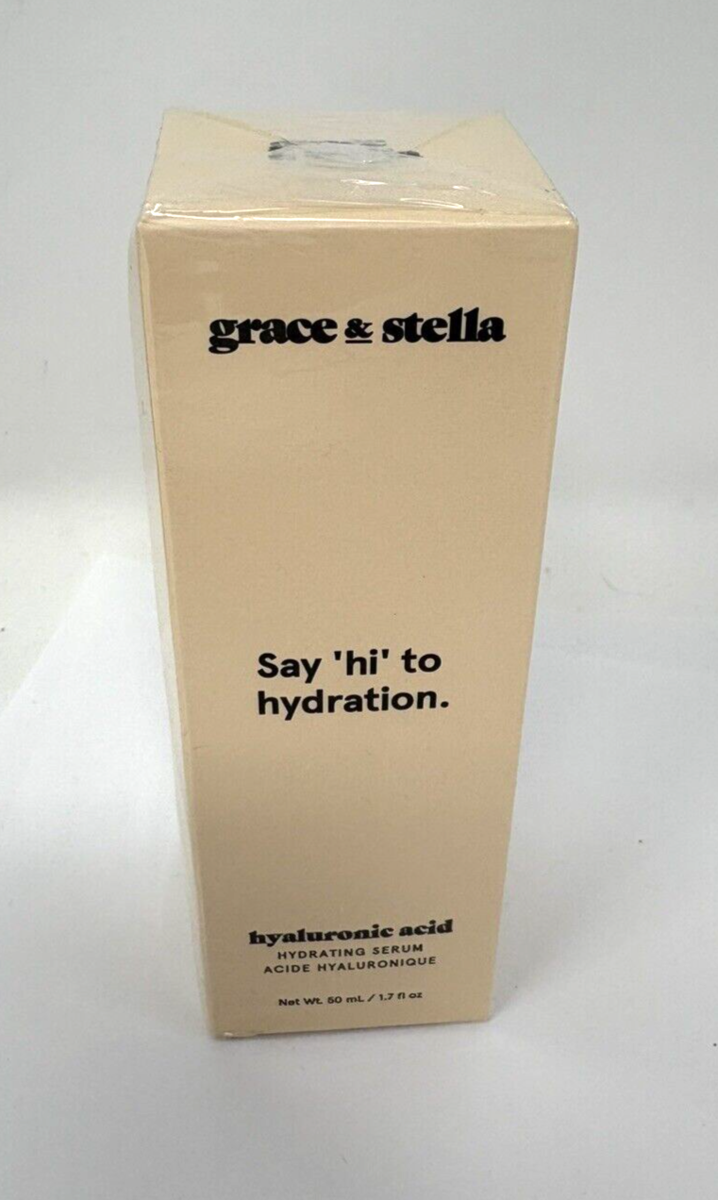 grace & stella
Say 'hi' to
hydration.
hyaluronic acid
HYDRATING SERUM
ACIDE HYALURONIQUE
Net Wt. 50 mL / 1.7 fl oz